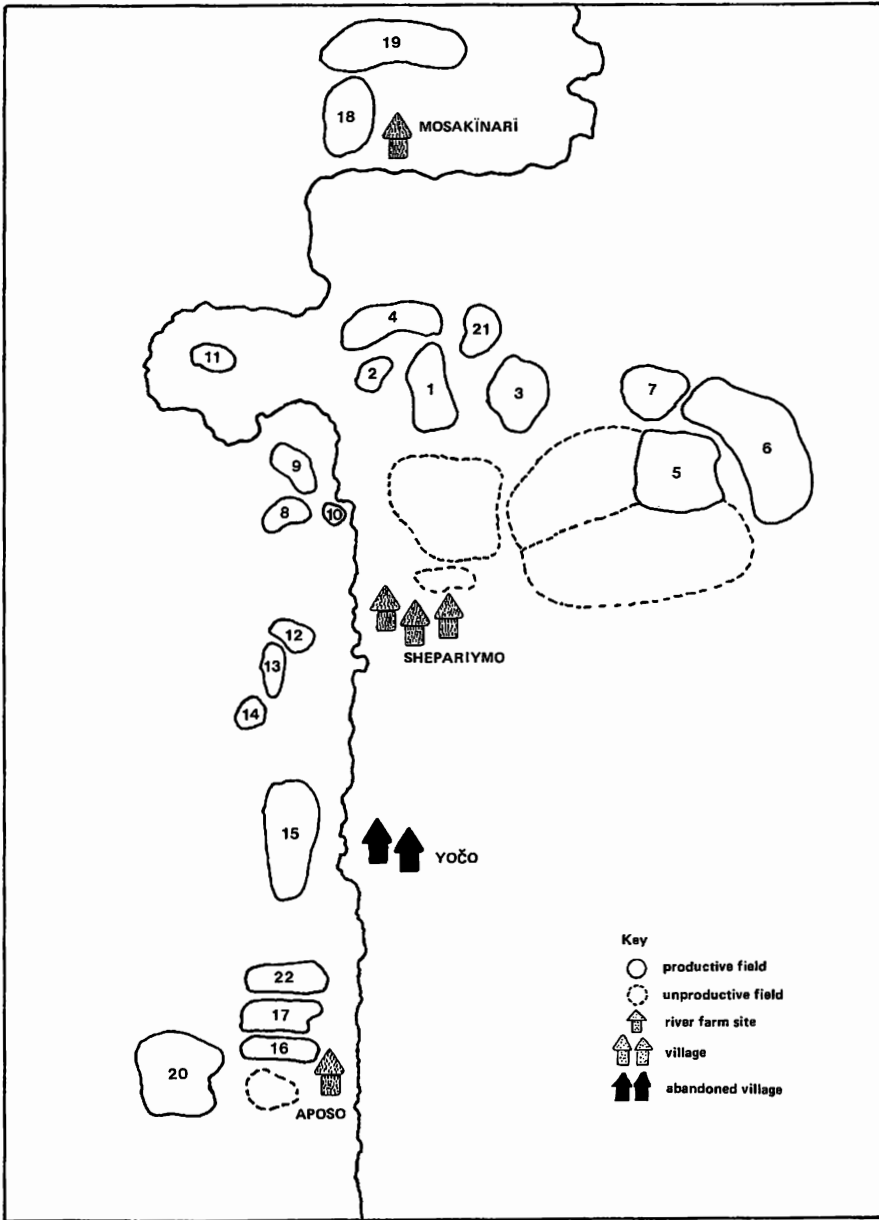 19
18
MOSAKÏNARÏ
4
21
11
2
1
3
7
6
5
9
8
10
12
SHEPARIYMO
13
14
15
YOČO
22
17
16
20
APOSO
Key
productive field
unproductive field
river farm site
village
abandoned village